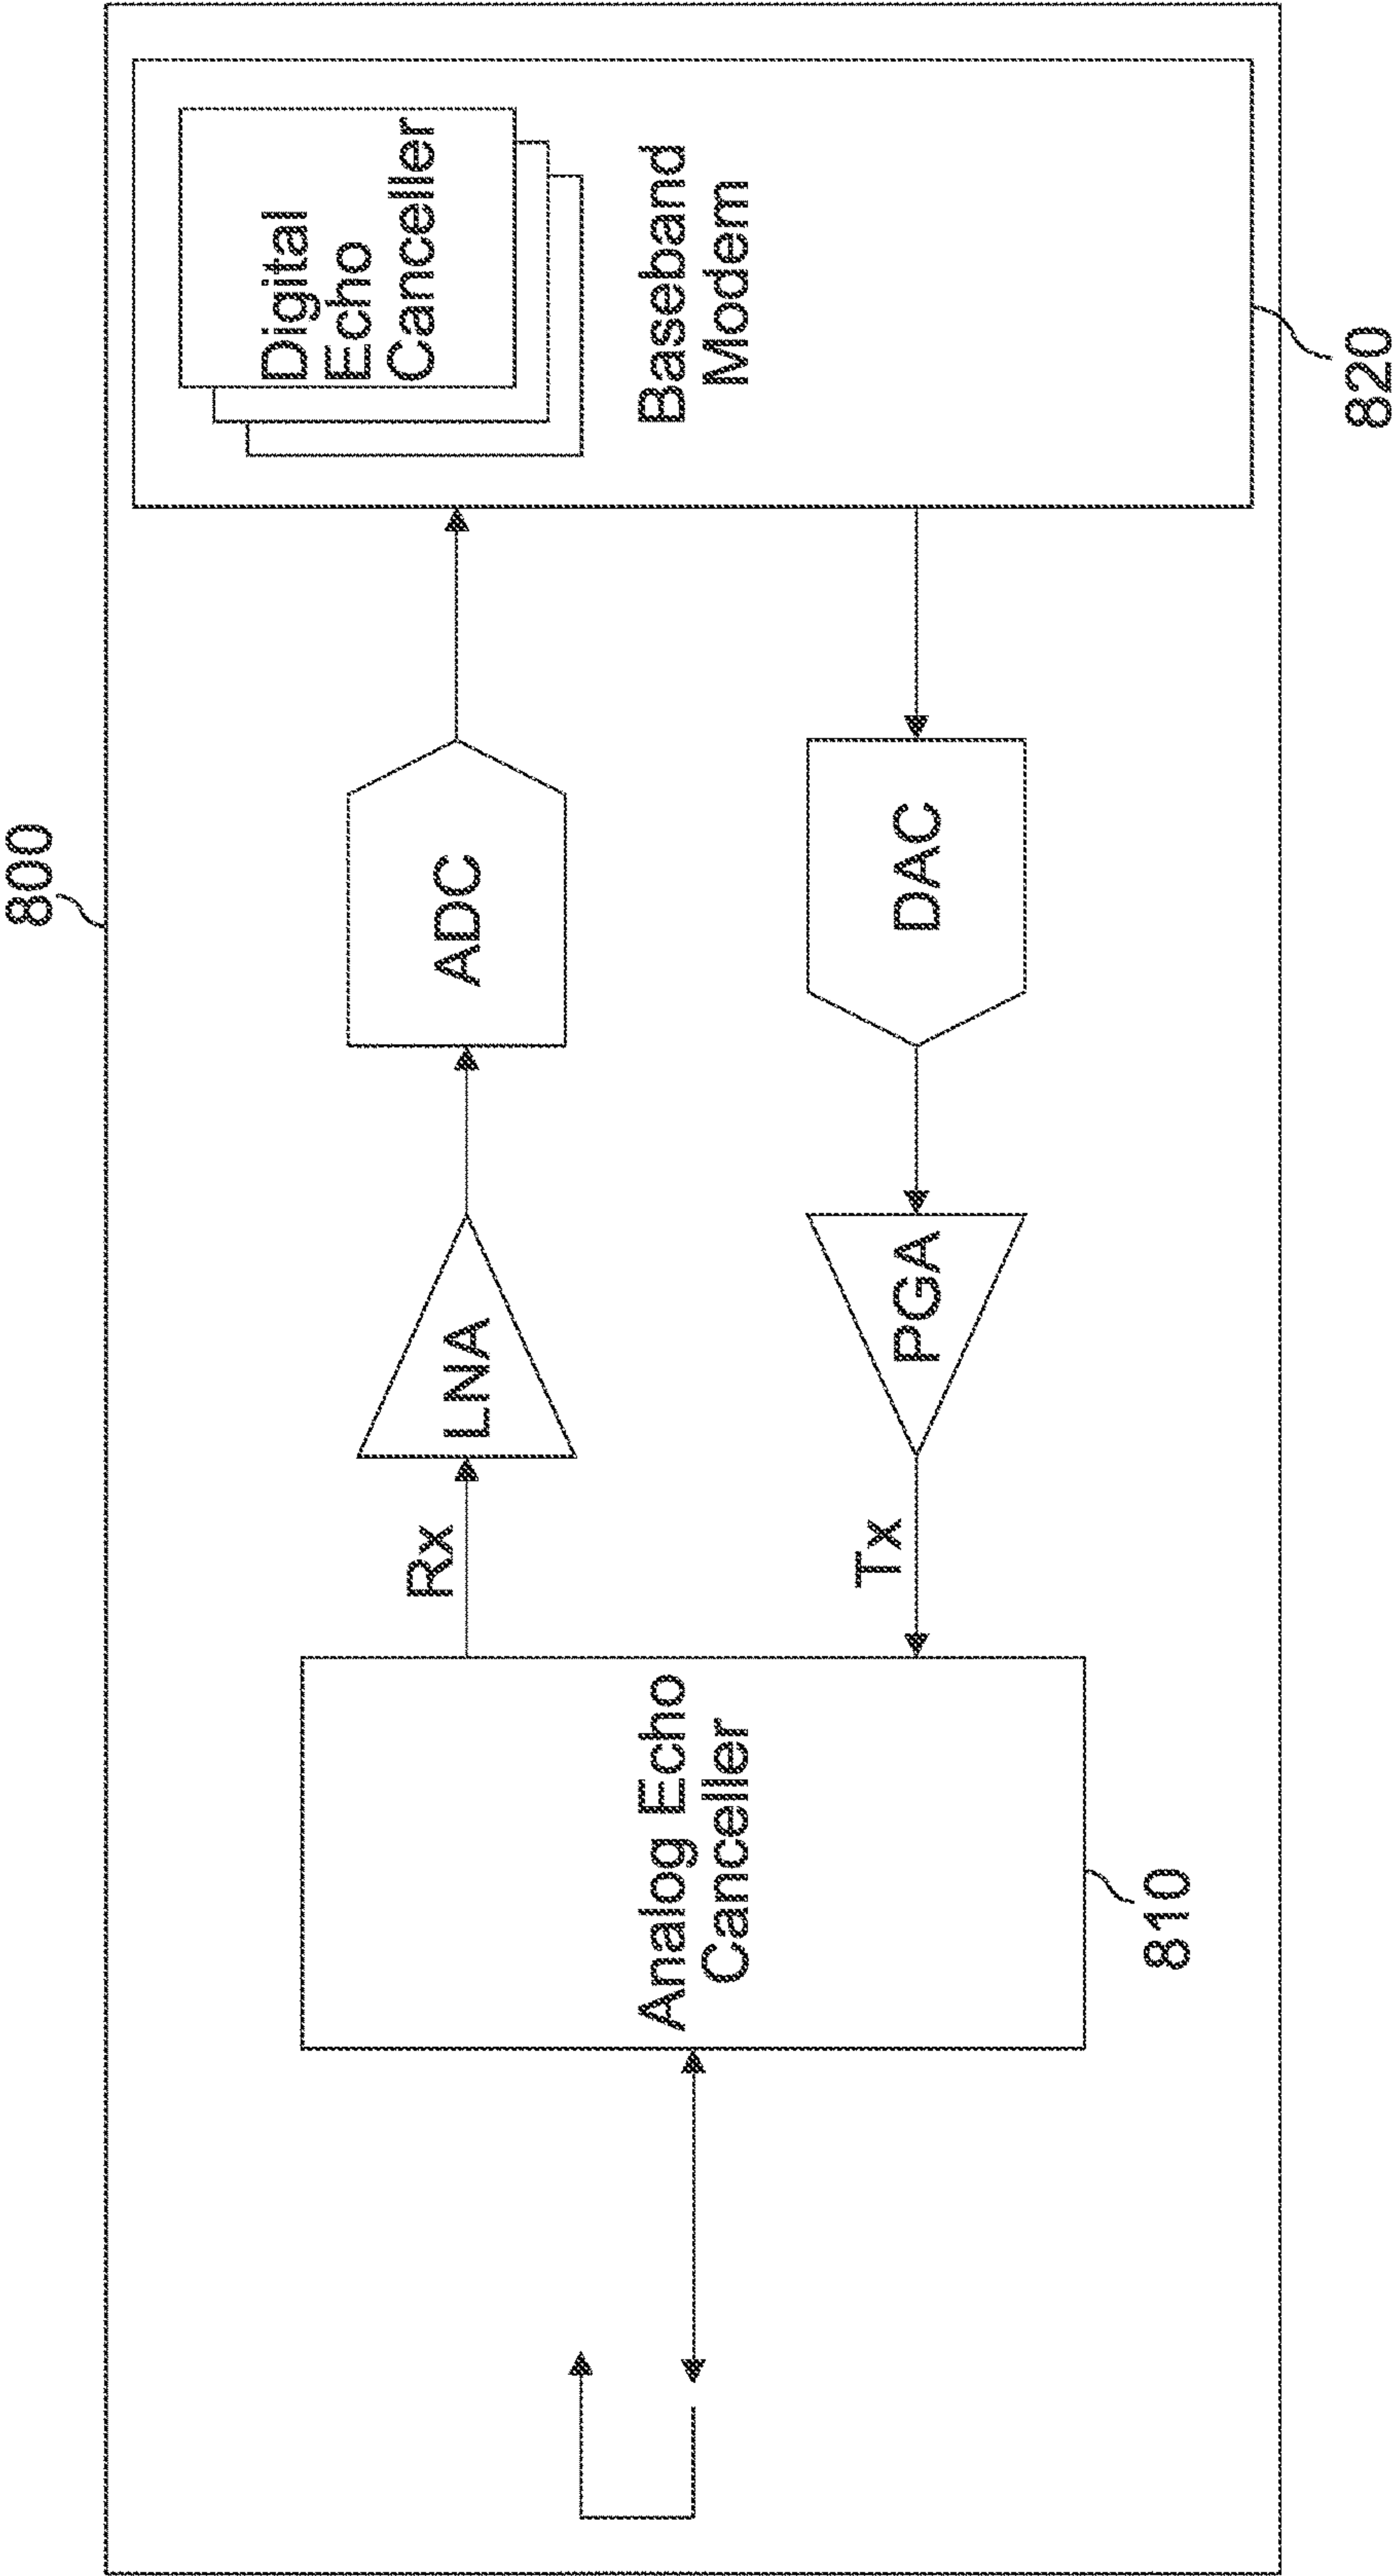 800
Analog Echo
Canceller
810
Rx
LNA
ADC
Tx
PGA
DAC
Digital
Echo
Canceller
Baseband
Modem
820